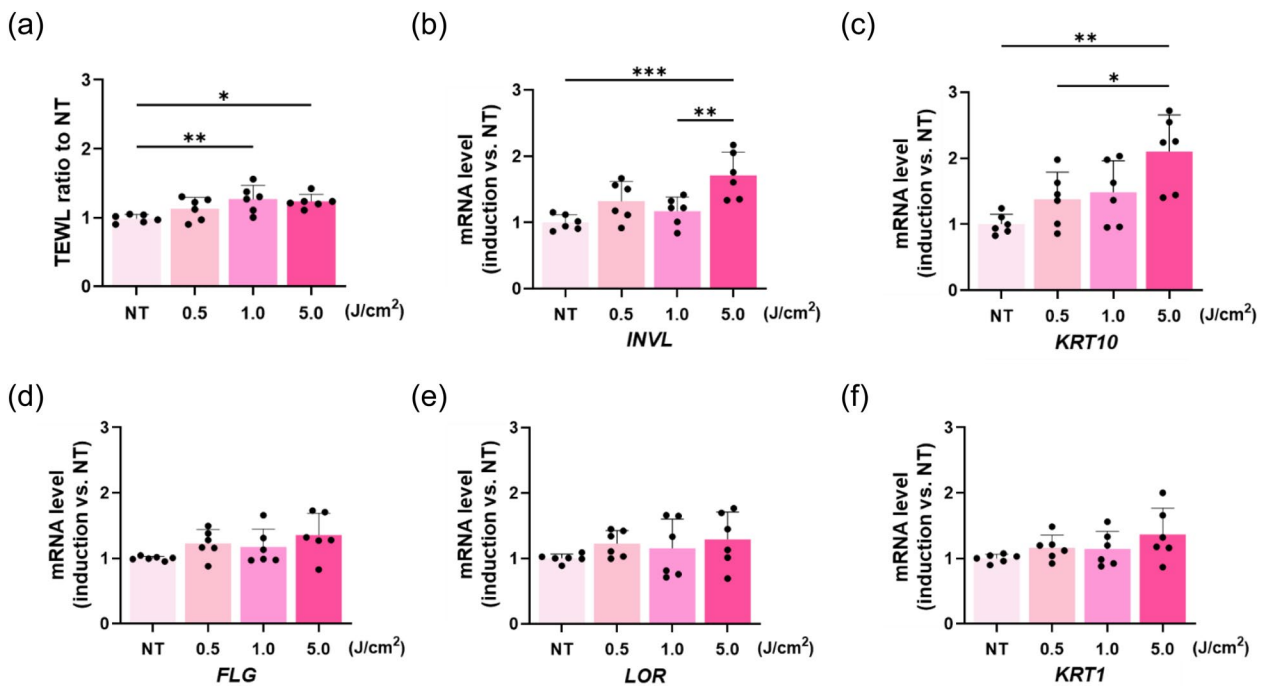 (a)
TEWL ratio to NT
3
2
1
0
*
**
NT 0.5 1.0 5.0 (J/cm²)
(b)
mRNA level
(induction vs. NT)
3
2
1
0
***
**
NT 0.5 1.0 5.0 (J/cm²)
INVL
(c)
mRNA level
(induction vs. NT)
3
2
1
0
**
*
NT 0.5 1.0 5.0 (J/cm²)
KRT10
(d)
mRNA level
(induction vs. NT)
3
2
1
0
NT 0.5 1.0 5.0 (J/cm²)
FLG
(e)
mRNA level
(induction vs. NT)
3
2
1
0
NT 0.5 1.0 5.0 (J/cm²)
LOR
(f)
mRNA level
(induction vs. NT)
3
2
1
0
NT 0.5 1.0 5.0 (J/cm²)
KRT1